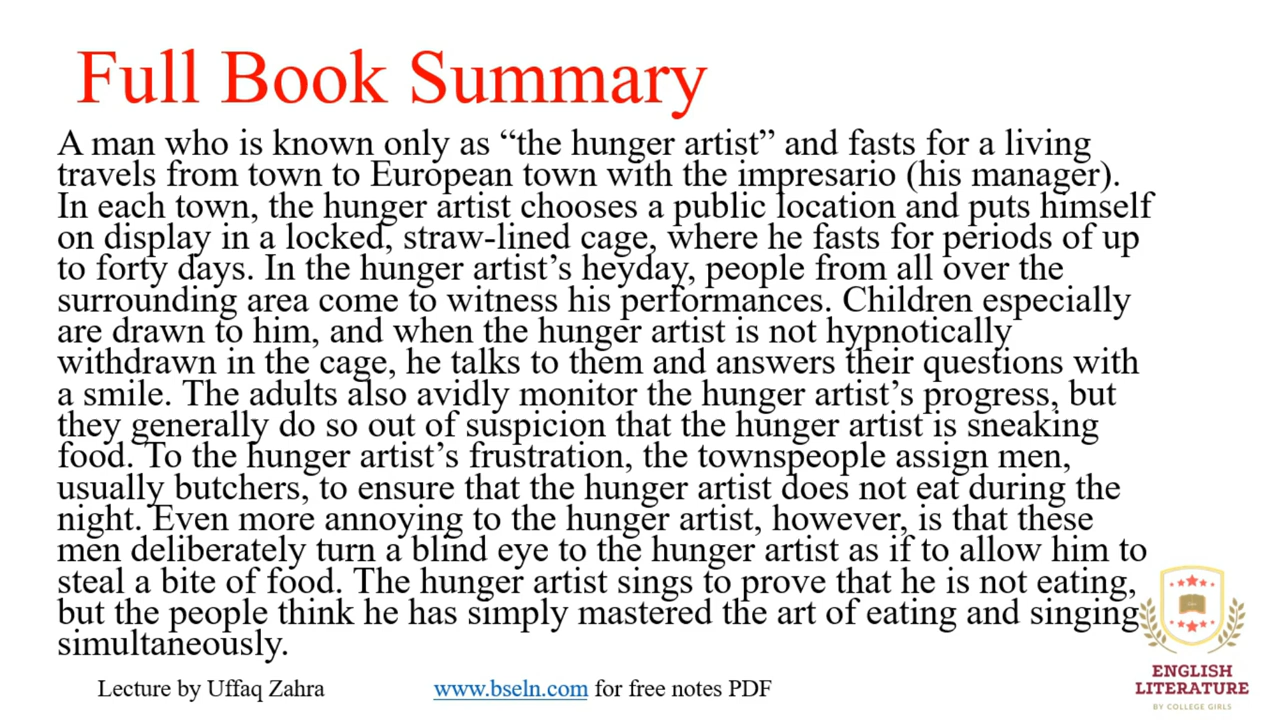 Full Book Summary
A man who is known only as “the hunger artist” and fasts for a living
travels from town to European town with the impresario (his manager).
In each town, the hunger artist chooses a public location and puts himself
on display in a locked, straw-lined cage, where he fasts for periods of up
to forty days. In the hunger artist’s heyday, people from all over the
surrounding area come to witness his performances. Children especially
are drawn to him, and when the hunger artist is not hypnotically
withdrawn in the cage, he talks to them and answers their questions with
a smile. The adults also avidly monitor the hunger artist’s progress, but
they generally do so out of suspicion that the hunger artist is sneaking
food. To the hunger artist’s frustration, the townspeople assign men,
usually butchers, to ensure that the hunger artist does not eat during the
night. Even more annoying to the hunger artist, however, is that these
men deliberately turn a blind eye to the hunger artist as if to allow him to
steal a bite of food. The hunger artist sings to prove that he is not eating,
but the people think he has simply mastered the art of eating and singing
simultaneously.
Lecture by Uffaq Zahra
www.bseln.com for free notes PDF
ENGLISH
LITERATURE
BY COLLEGE GIRLS